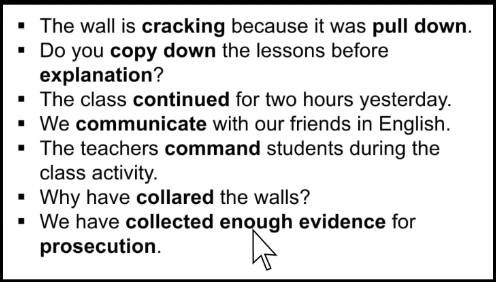 ▪ The wall is cracking because it was pull down.
▪ Do you copy down the lessons before
explanation?
▪ The class continued for two hours yesterday.
▪ We communicate with our friends in English.
▪ The teachers command students during the
class activity.
▪ Why have collared the walls?
▪ We have collected enough evidence for
prosecution.